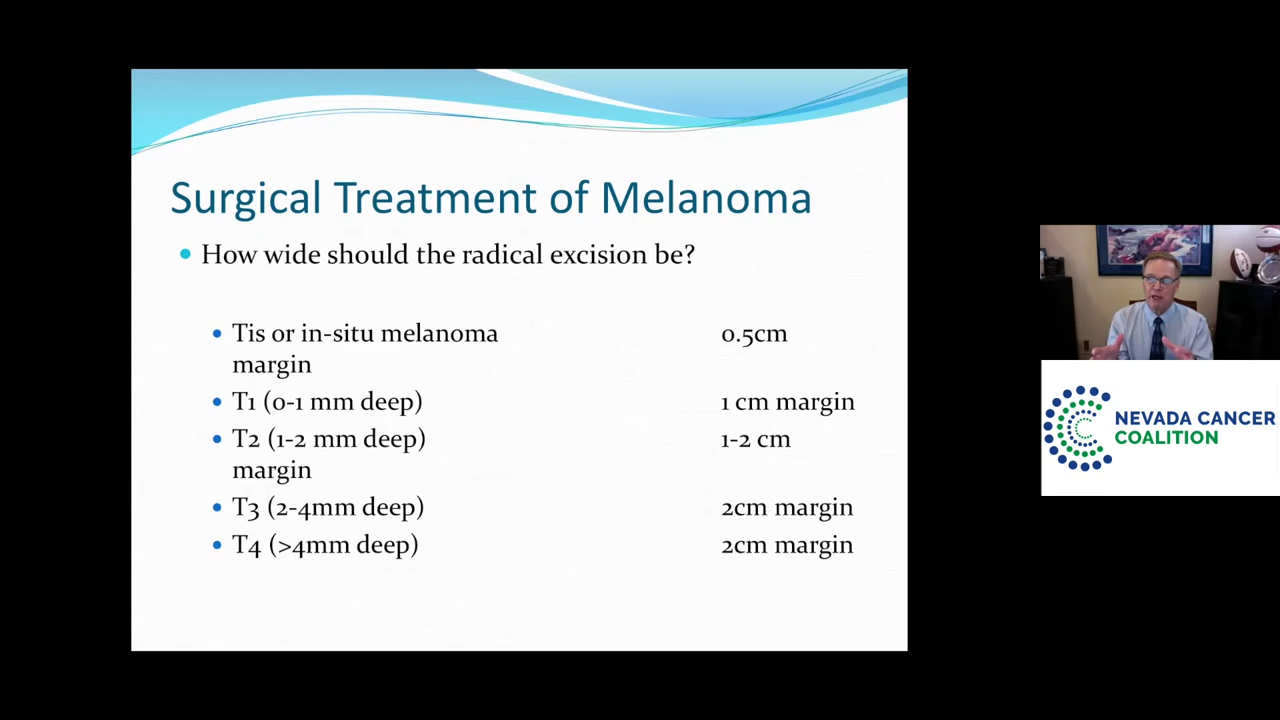 Surgical Treatment of Melanoma
How wide should the radical excision be?
Tis or in-situ melanoma 0.5cm
margin
T1 (0-1 mm deep) 1 cm margin
T2 (1-2 mm deep) 1-2 cm
margin
T3 (2-4mm deep) 2cm margin
T4 (>4mm deep) 2cm margin
NEVADA CANCER
COALITION